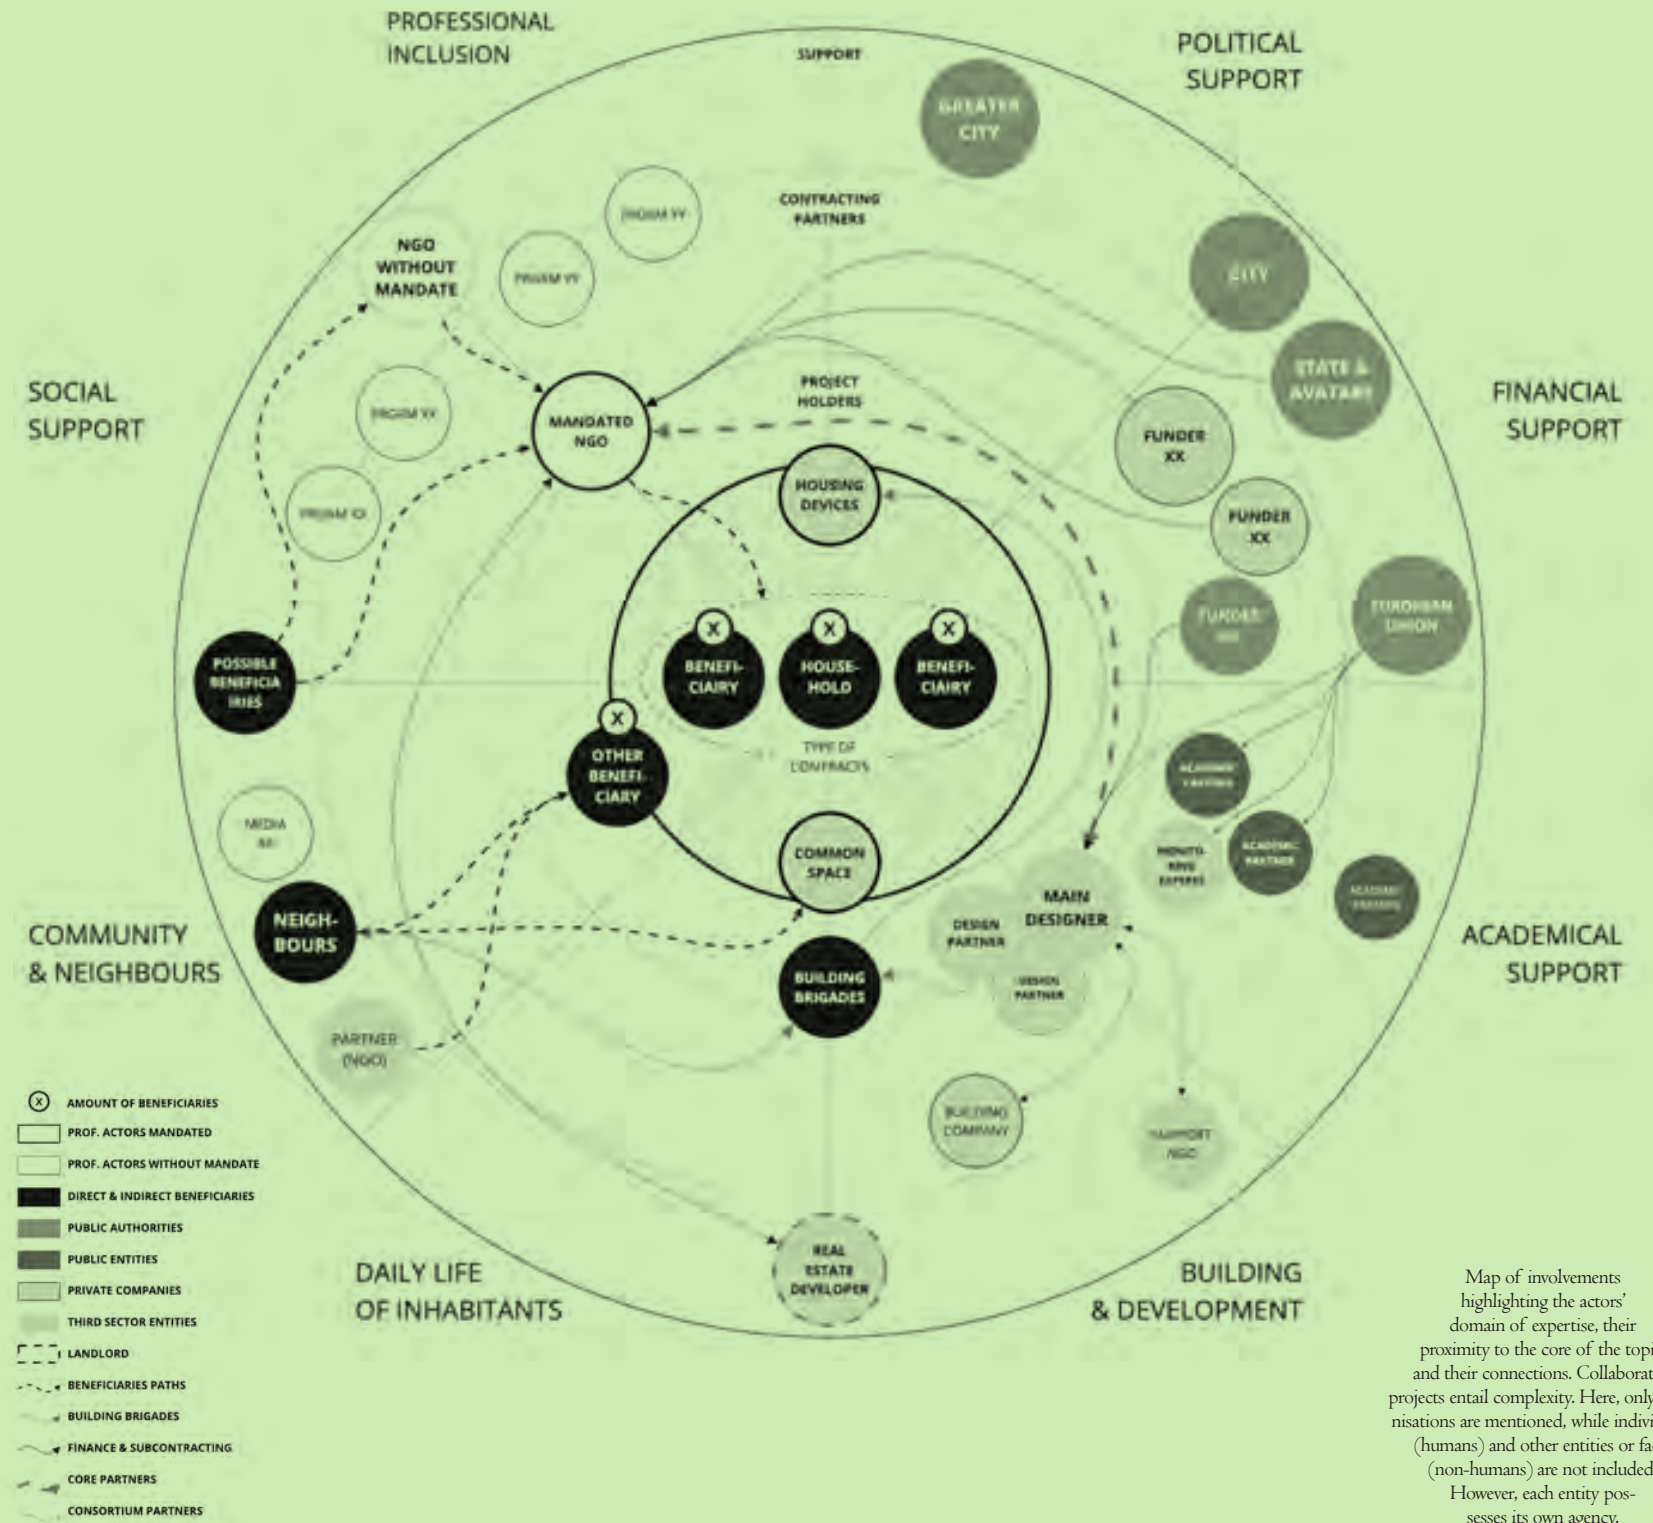 PROFESSIONAL
INCLUSION
SUPPORT
POLITICAL
SUPPORT
GREATER
CITY
CONTRACTING
PARTNERS
NGO
WITHOUT
MANDATE
CITY
STATE &
SOCIAL
SUPPORT
MANDATED
NGO
PROJECT
HOLDERS
FUNDER
XX
FINANCIAL
SUPPORT
HOUSING
DEVICES
FUNDER
XX
EUROPEAN
UNION
POSSIBLE
BENEFICIA
IRIES
X
BENEFI-
CIAIRY
X
HOUSE-
HOLD
X
BENEFI-
CIAIRY
X
OTHER
BENEFI-
CIARY
TYPE OF
CONTRACTS
MEDIA
COMMON
SPACE
ACADEMIC
PARTNER
ACADEMIC
PARTNER
MAIN
DESIGNER
DESIGN
PARTNER
DESIGN
PARTNER
NEIGH-
BOURS
COMMUNITY
& NEIGHBOURS
ACADEMICAL
SUPPORT
BUILDING
BRIGADES
PARTNER
(NGO)
BUILDING
COMPANY
SUPPORT
NGO
REAL
ESTATE
DEVELOPER
DAILY LIFE
OF INHABITANTS
BUILDING
& DEVELOPMENT
X AMOUNT OF BENEFICIARIES
PROF. ACTORS MANDATED
PROF. ACTORS WITHOUT MANDATE
DIRECT & INDIRECT BENEFICIARIES
PUBLIC AUTHORITIES
PUBLIC ENTITIES
PRIVATE COMPANIES
THIRD SECTOR ENTITIES
LANDLORD
BENEFICIARIES PATHS
BUILDING BRIGADES
FINANCE & SUBCONTRACTING
CORE PARTNERS
CONSORTIUM PARTNERS
Map of involvements
highlighting the actors'
domain of expertise, their
proximity to the core of the topi
and their connections. Collaborat
projects entail complexity. Here, only
nisations are mentioned, while indivi
(humans) and other entities or fa
(non-humans) are not included
However, each entity pos-
sesses its own agency.